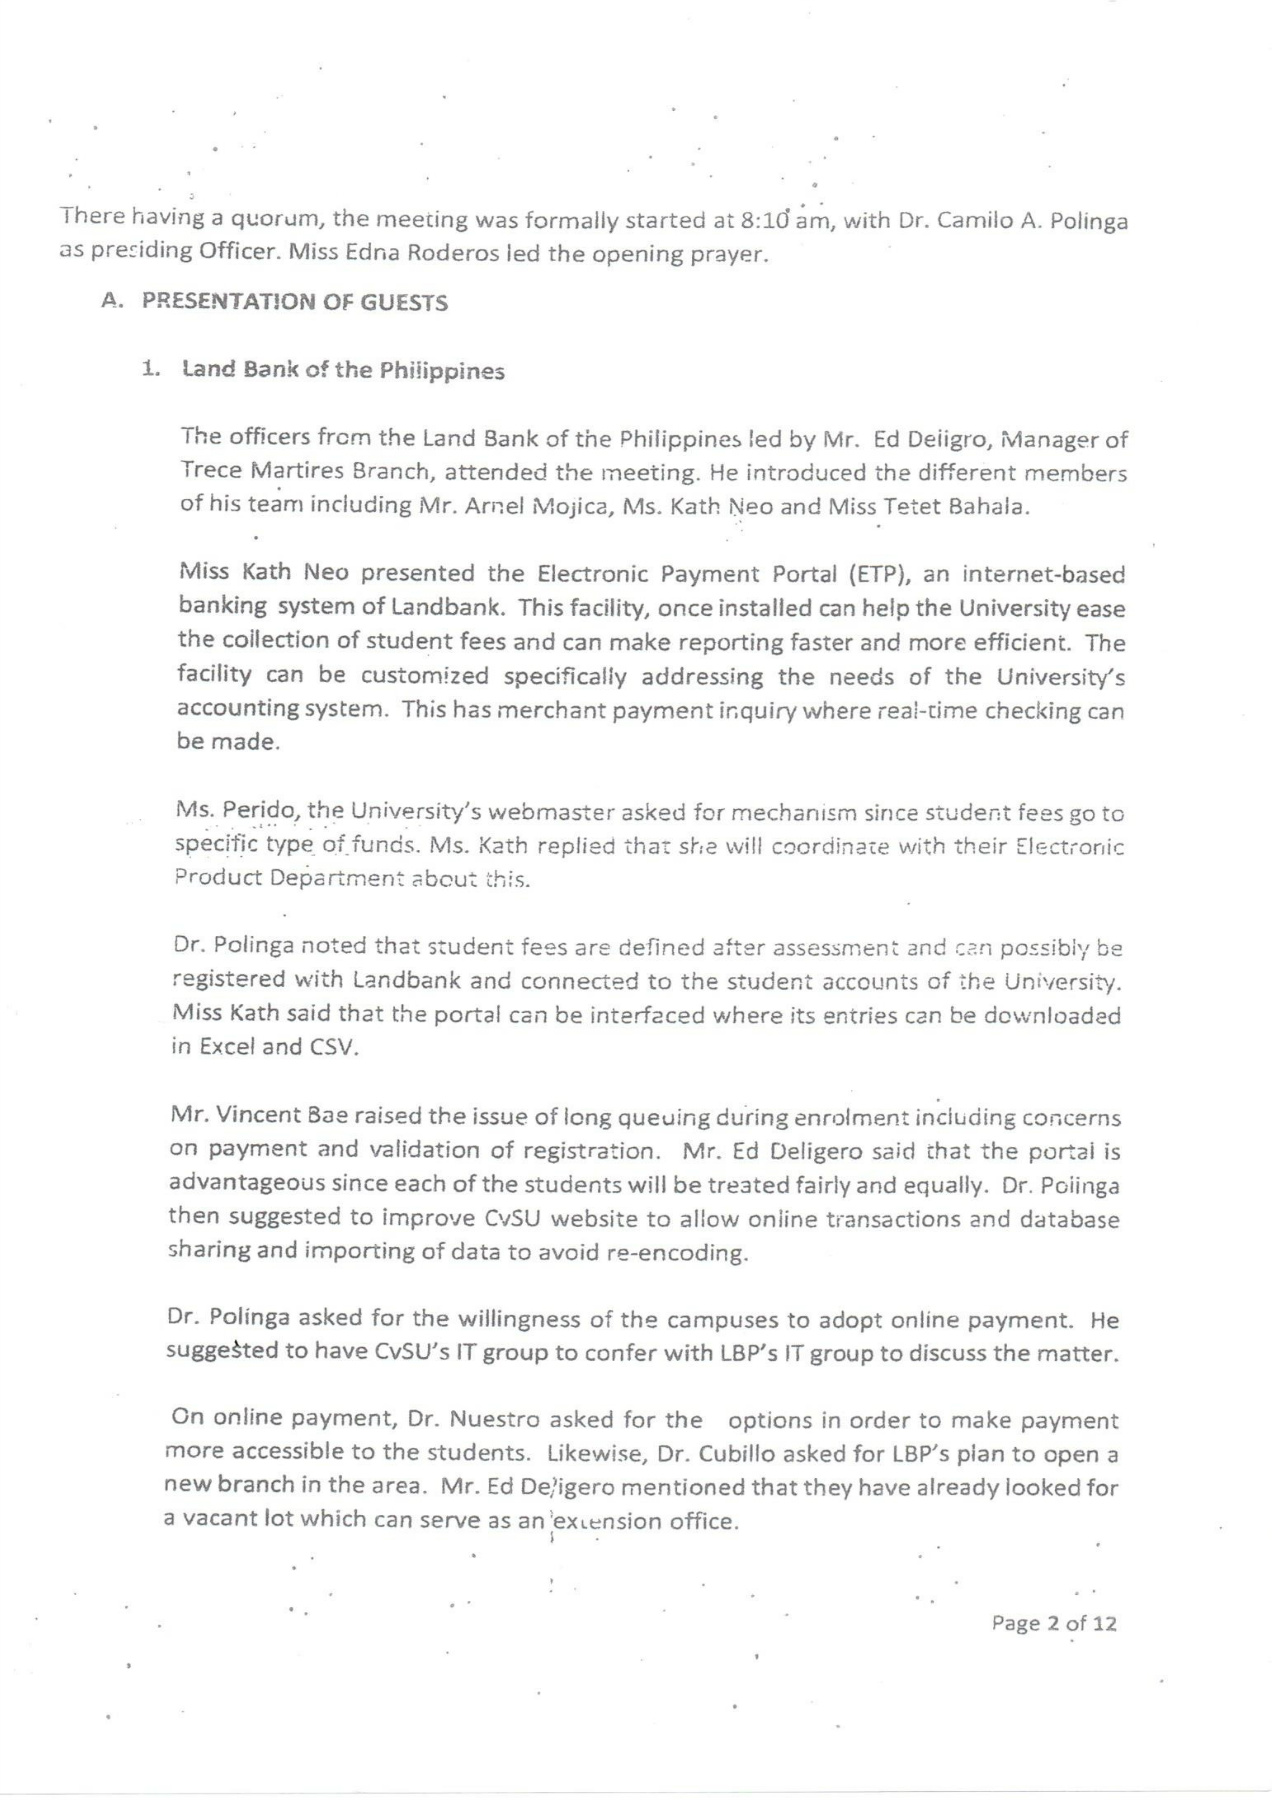 There having a quorum, the meeting was formally started at 8:10 am, with Dr. Camilo A. Polinga
as presiding Officer. Miss Edna Roderos led the opening prayer.
A. PRESENTATION OF GUESTS
1. Land Bank of the Philippines
The officers from the Land Bank of the Philippines led by Mr. Ed Deligro, Manager of
Trece Martires Branch, attended the meeting. He introduced the different members
of his team including Mr. Arnel Mojica, Ms. Kath Neo and Miss Tetet Bahala.
Miss Kath Neo presented the Electronic Payment Portal (ETP), an internet-based
banking system of Landbank. This facility, once installed can help the University ease
the collection of student fees and can make reporting faster and more efficient. The
facility can be customized specifically addressing the needs of the University's
accounting system. This has merchant payment inquiry where real-time checking can
be made.
Ms. Perido, the University's webmaster asked for mechanism since student fees go to
specific type of funds. Ms. Kath replied that she will coordinate with their Electronic
Product Department about this.
Dr. Polinga noted that student fees are defined after assessment and can possibly be
registered with Landbank and connected to the student accounts of the University.
Miss Kath said that the portal can be interfaced where its entries can be downloaded
in Excel and CSV.
Mr. Vincent Bae raised the issue of long queuing during enrolment including concerns
on payment and validation of registration. Mr. Ed Deligero said that the portal is
advantageous since each of the students will be treated fairly and equally. Dr. Polinga
then suggested to improve CvSU website to allow online transactions and database
sharing and importing of data to avoid re-encoding.
Dr. Polinga asked for the willingness of the campuses to adopt online payment. He
suggested to have CvSU's IT group to confer with LBP's IT group to discuss the matter.
On online payment, Dr. Nuestro asked for the options in order to make payment
more accessible to the students. Likewise, Dr. Cubillo asked for LBP's plan to open a
new branch in the area. Mr. Ed Deligero mentioned that they have already looked for
a vacant lot which can serve as an extension office.
Page 2 of 12